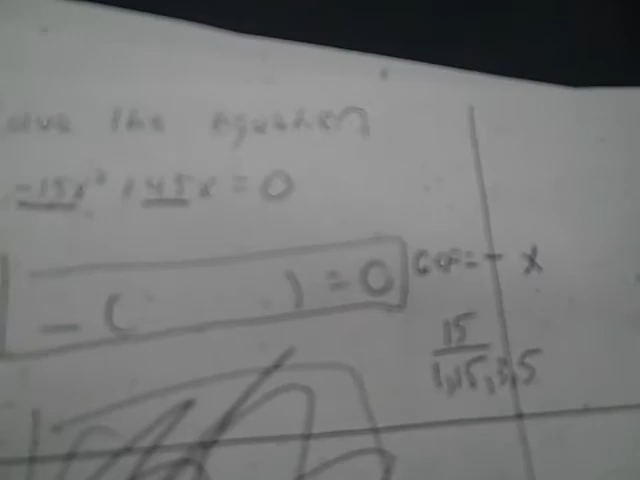 the equation
-15x² + 45x = 0
_ (          ) = 0
GCF = - x
15
1, 15, 3, 5